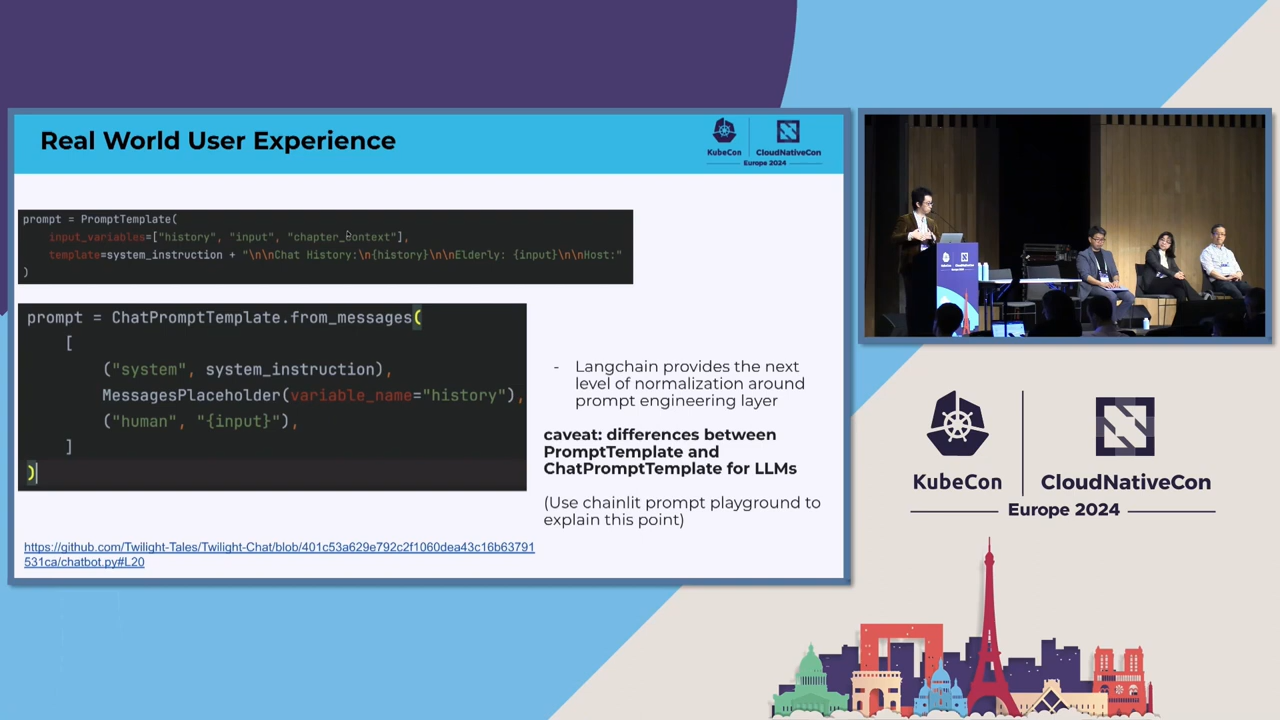 Real World User Experience
KubeCon
CloudNativeCon
Europe 2024
prompt = PromptTemplate(
input_variables=["history", "input", "chapter_context"],
template=system_instruction + "\n\nChat History:\n{history}\n\nElderly: {input}\n\nHost:"
)
prompt = ChatPromptTemplate.from_messages(
[
("system", system_instruction),
MessagesPlaceholder(variable_name="history"),
("human", "{input}"),
]
)
- Langchain provides the next
level of normalization around
prompt engineering layer
caveat: differences between
PromptTemplate and
ChatPromptTemplate for LLMs
(Use chainlit prompt playground to
explain this point)
https://github.com/Twilight-Tales/Twilight-Chat/blob/401c53a629e792c2f1060dea43c16b63791
531ca/chatbot.py#L20
KubeCon
CloudNativeCon
Europe 2024